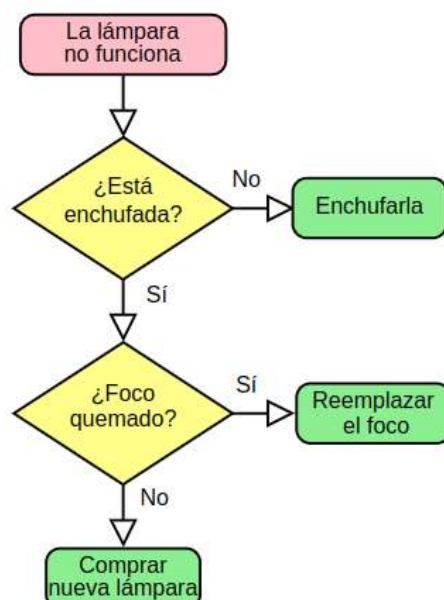 La lámpara
no funciona
¿Está
enchufada?
No
Enchufarla
Sí
¿Foco
quemado?
Sí
Reemplazar
el foco
No
Comprar
nueva lámpara